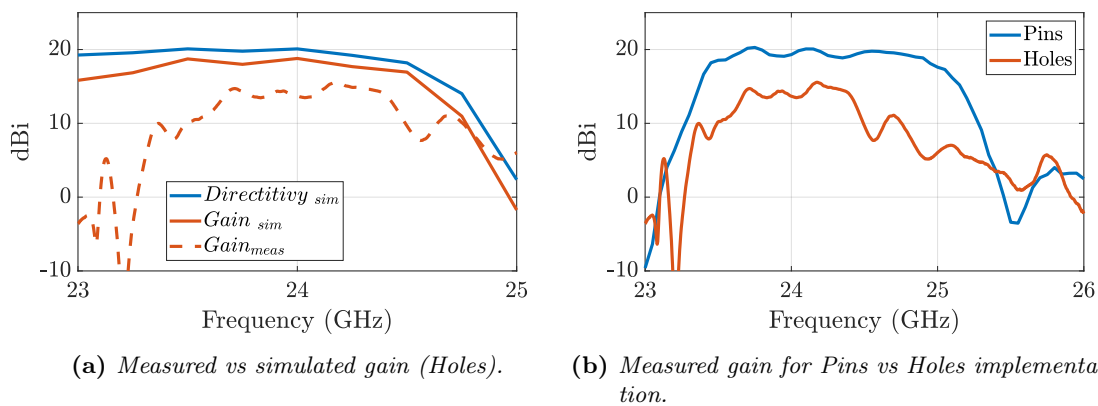 20
10
0
-10
dBi
Directitivy sim
Gain sim
Gain meas
23
24
25
Frequency (GHz)
(a) Measured vs simulated gain (Holes).
20
10
0
-10
dBi
Pins
Holes
23
24
25
26
Frequency (GHz)
(b) Measured gain for Pins vs Holes implementa
tion.